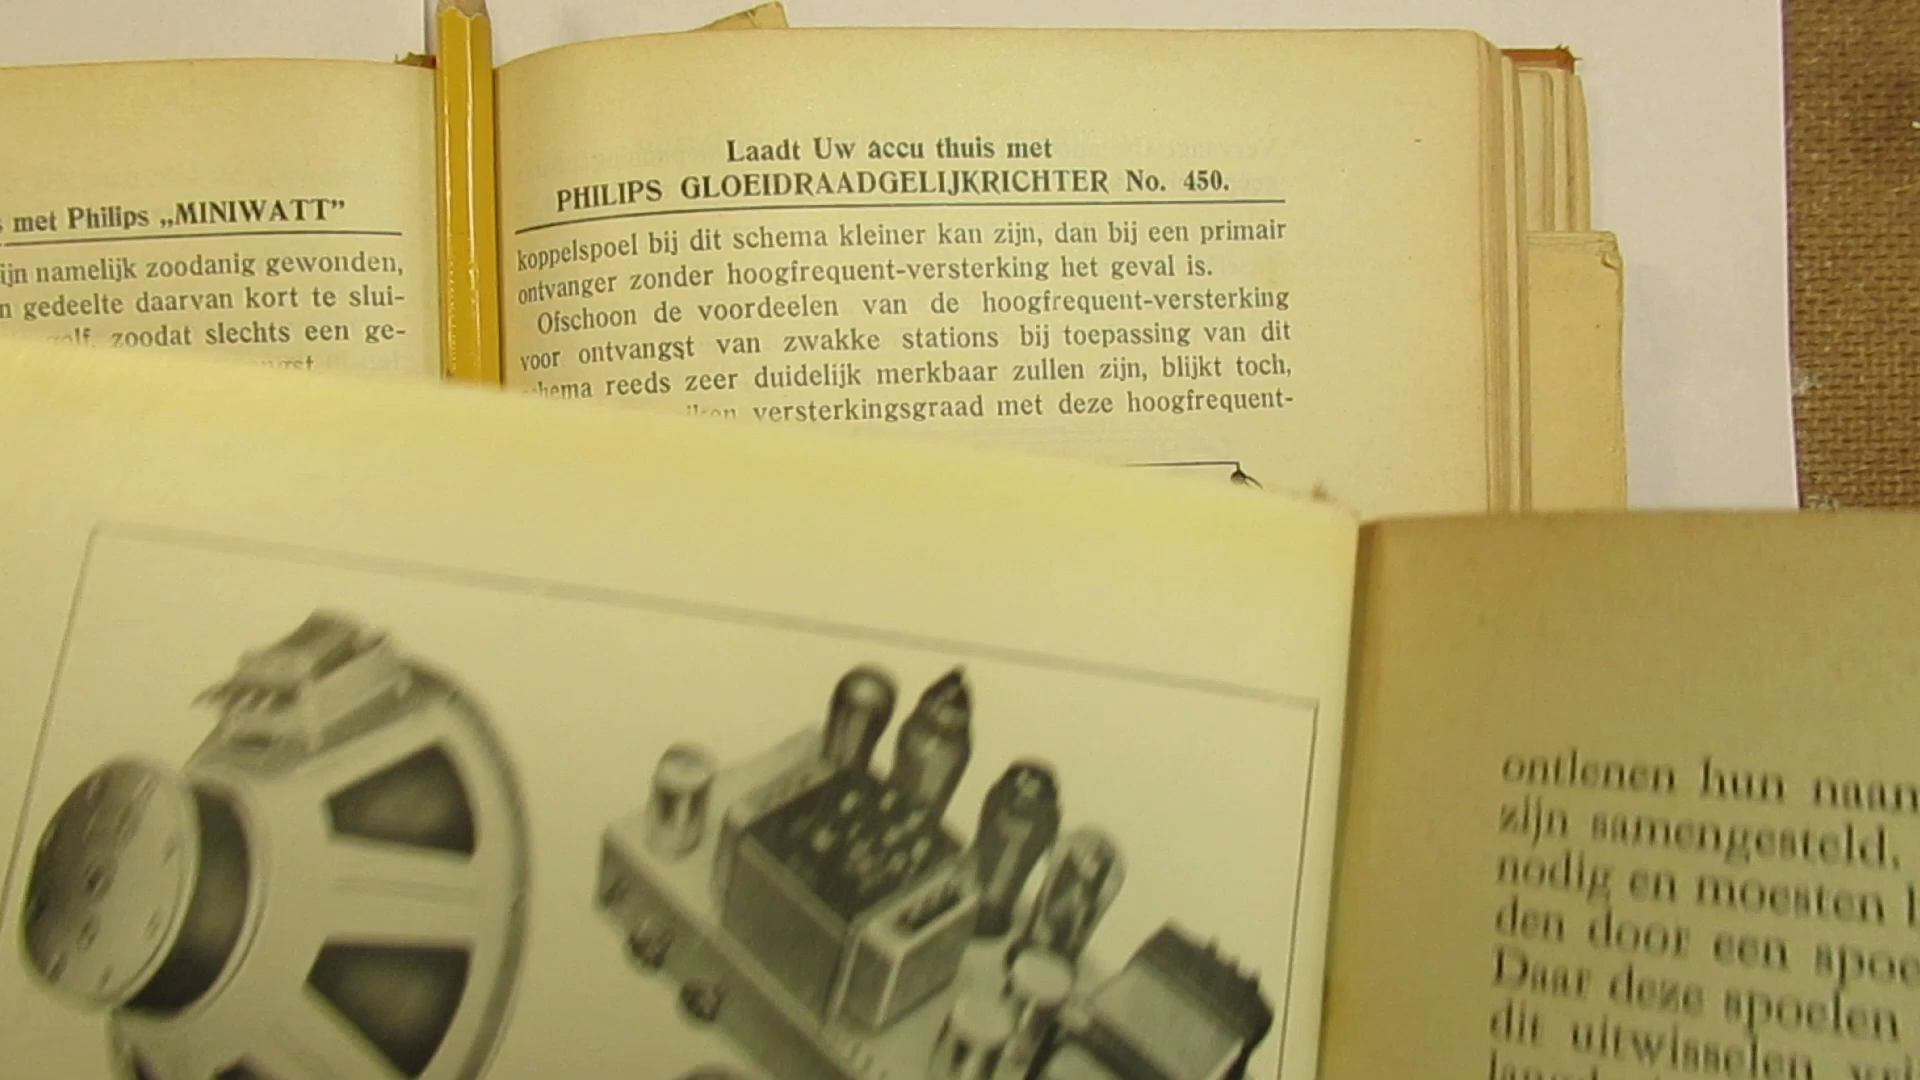 met Philips „MINIWATT”
namelijk zoodanig gewonden,
gedeelte daarvan kort te slui-
zoodat slechts een ge-
Laadt Uw accu thuis met
PHILIPS GLOEIDRAADGELIJKRICHTER No. 450.
koppelspoel bij dit schema kleiner kan zijn, dan bij een primair
ontvanger zonder hoogfrequent-versterking het geval is.
Ofschoon de voordeelen van de hoogfrequent-versterking
voor ontvangst van zwakke stations bij toepassing van dit
reeds zeer duidelijk merkbaar zullen zijn, blijkt toch,
versterkingsgraad met deze hoogfrequent-
ontlenen hun
zijn samengesteld.
nodig en moesten
den door een
Daar deze spoelen
dit uitwisselen